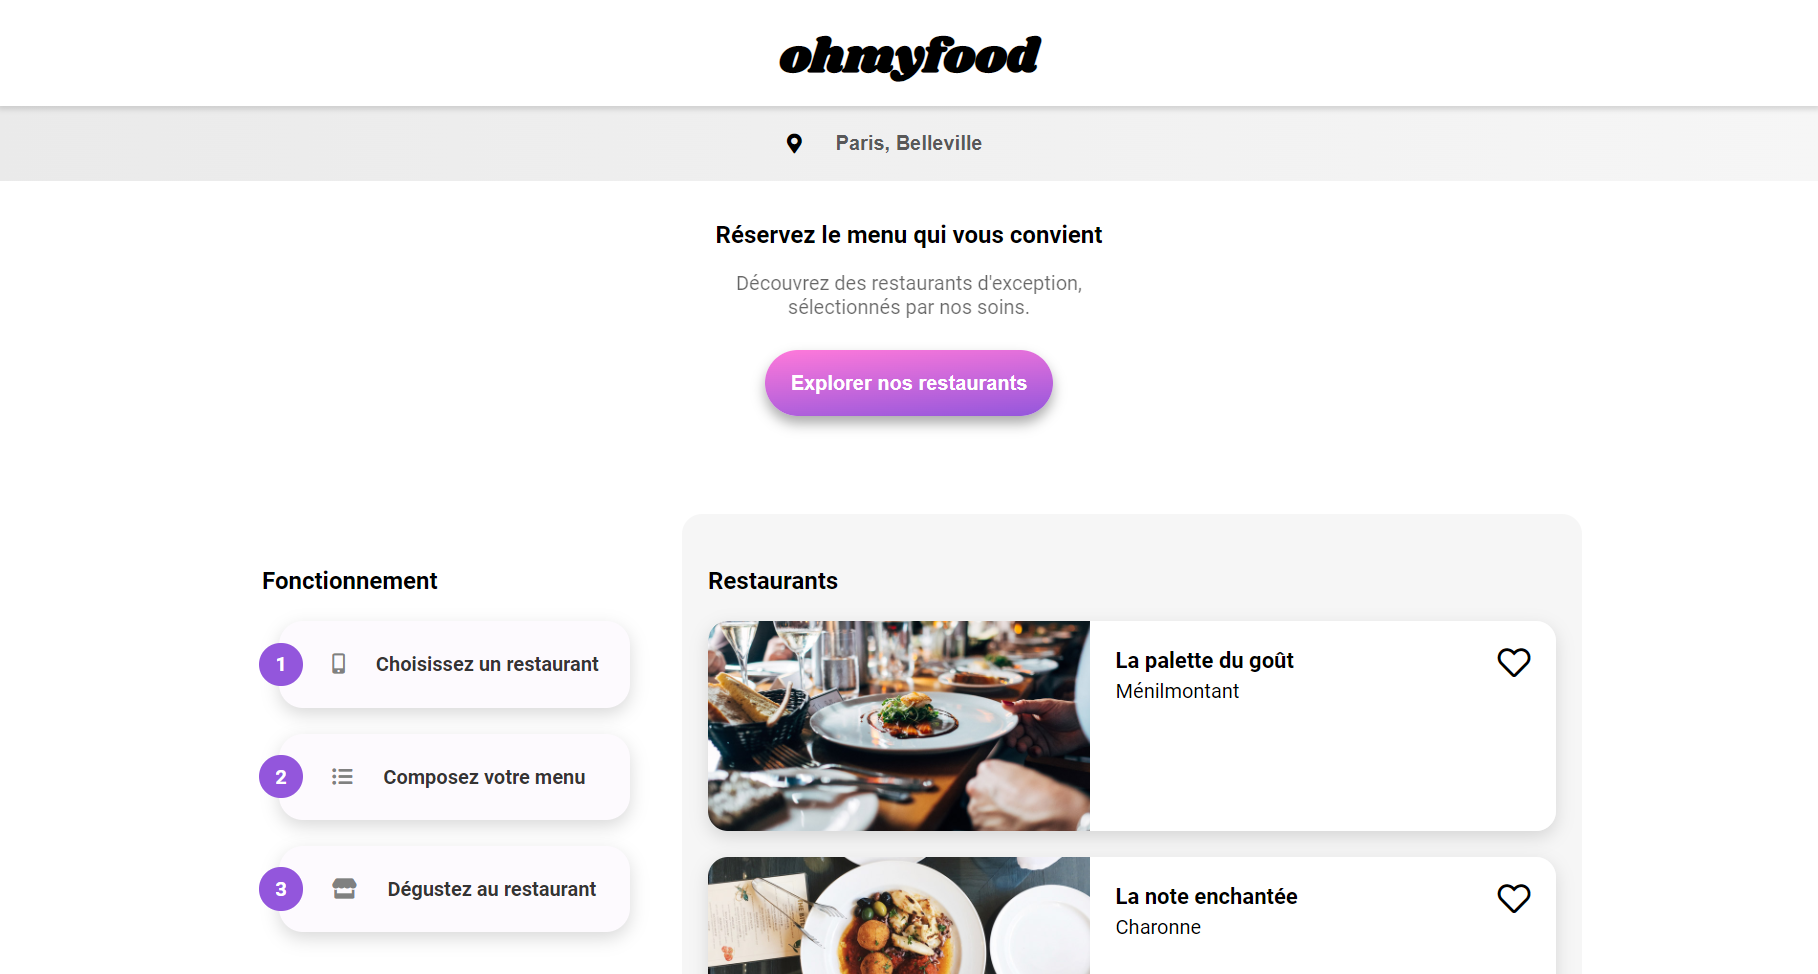 ohmyfood
Paris, Belleville
Réservez le menu qui vous convient
Découvrez des restaurants d'exception,
sélectionnés par nos soins.
Explorer nos restaurants
Fonctionnement
1 Choisissez un restaurant
2 Composez votre menu
3 Dégustez au restaurant
Restaurants
La palette du goût
Ménilmontant
La note enchantée
Charonne